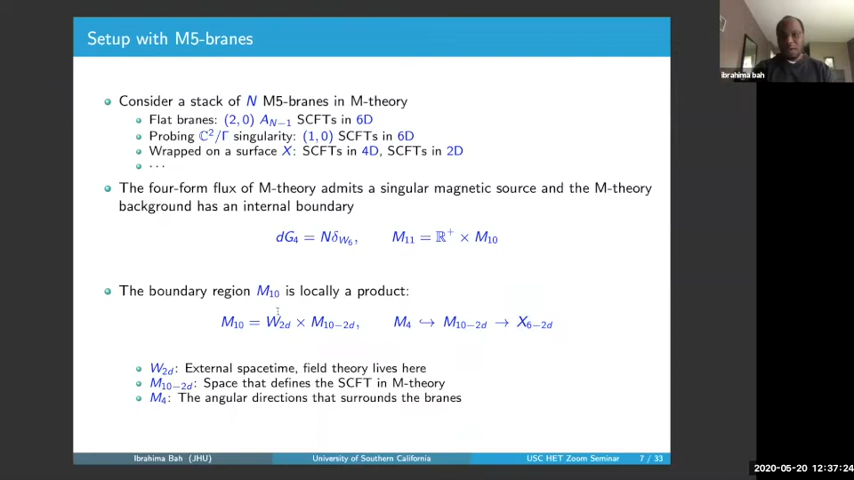 Setup with M5-branes
ibrahima bah
Consider a stack of N M5-branes in M-theory
Flat branes: (2, 0) A_{N−1} SCFTs in 6D
Probing ℂ²/Γ singularity: (1, 0) SCFTs in 6D
Wrapped on a surface X: SCFTs in 4D, SCFTs in 2D
···
The four-form flux of M-theory admits a singular magnetic source and the M-theory
background has an internal boundary
dG₄ = Nδ_{W₆}, M₁₁ = ℝ⁺ × M₁₀
The boundary region M₁₀ is locally a product:
M₁₀ = W_{2d} × M_{10−2d}, M₄ ↪ M_{10−2d} → X_{6−2d}
W_{2d}: External spacetime, field theory lives here
M_{10−2d}: Space that defines the SCFT in M-theory
M₄: The angular directions that surrounds the branes
Ibrahima Bah (JHU) University of Southern California USC HET Zoom Seminar 7 / 33
2020-05-20 12:37:24